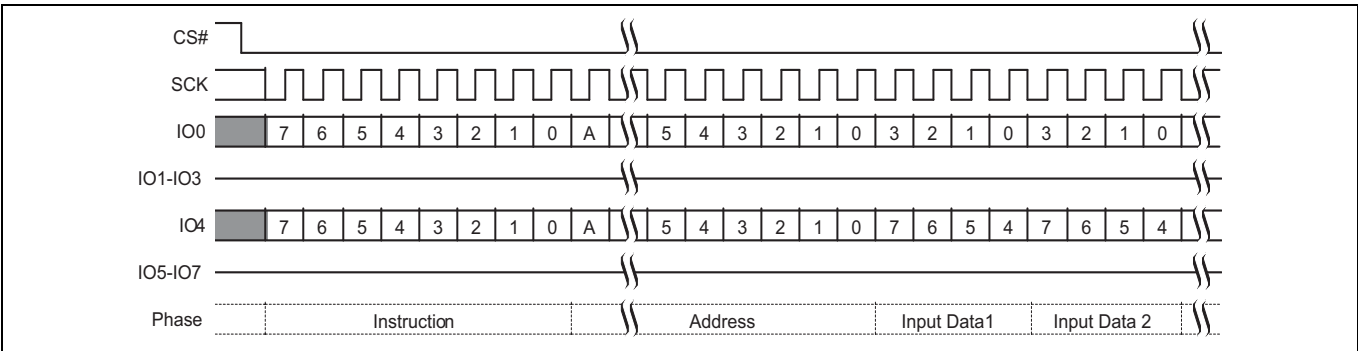 CS#
SCK
IO0 7 6 5 4 3 2 1 0 A 5 4 3 2 1 0 3 2 1 0 3 2 1 0
IO1-IO3
IO4 7 6 5 4 3 2 1 0 A 5 4 3 2 1 0 7 6 5 4 7 6 5 4
IO5-IO7
Phase Instruction Address Input Data1 Input Data 2